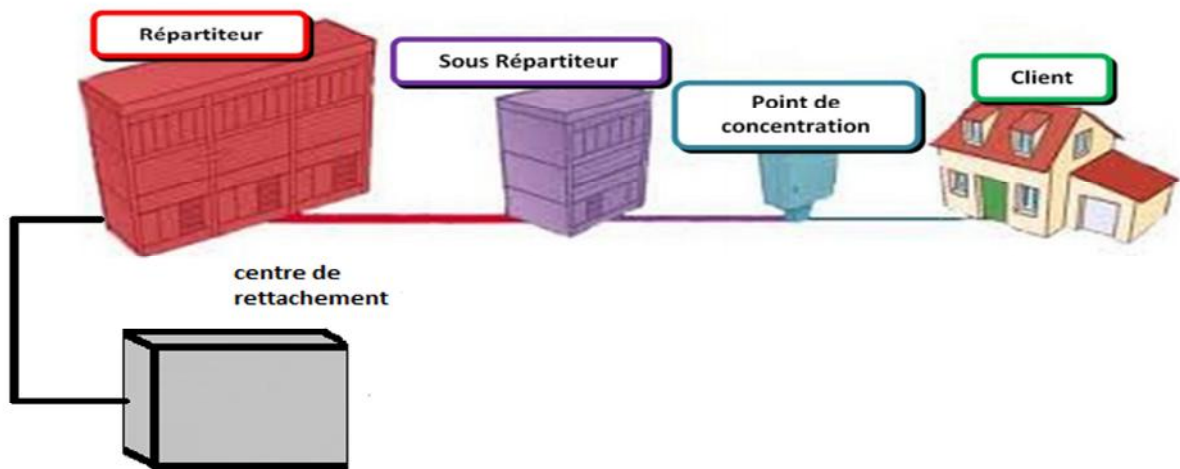 Répartiteur
Sous Répartiteur
Point de
concentration
Client
centre de
rettachement